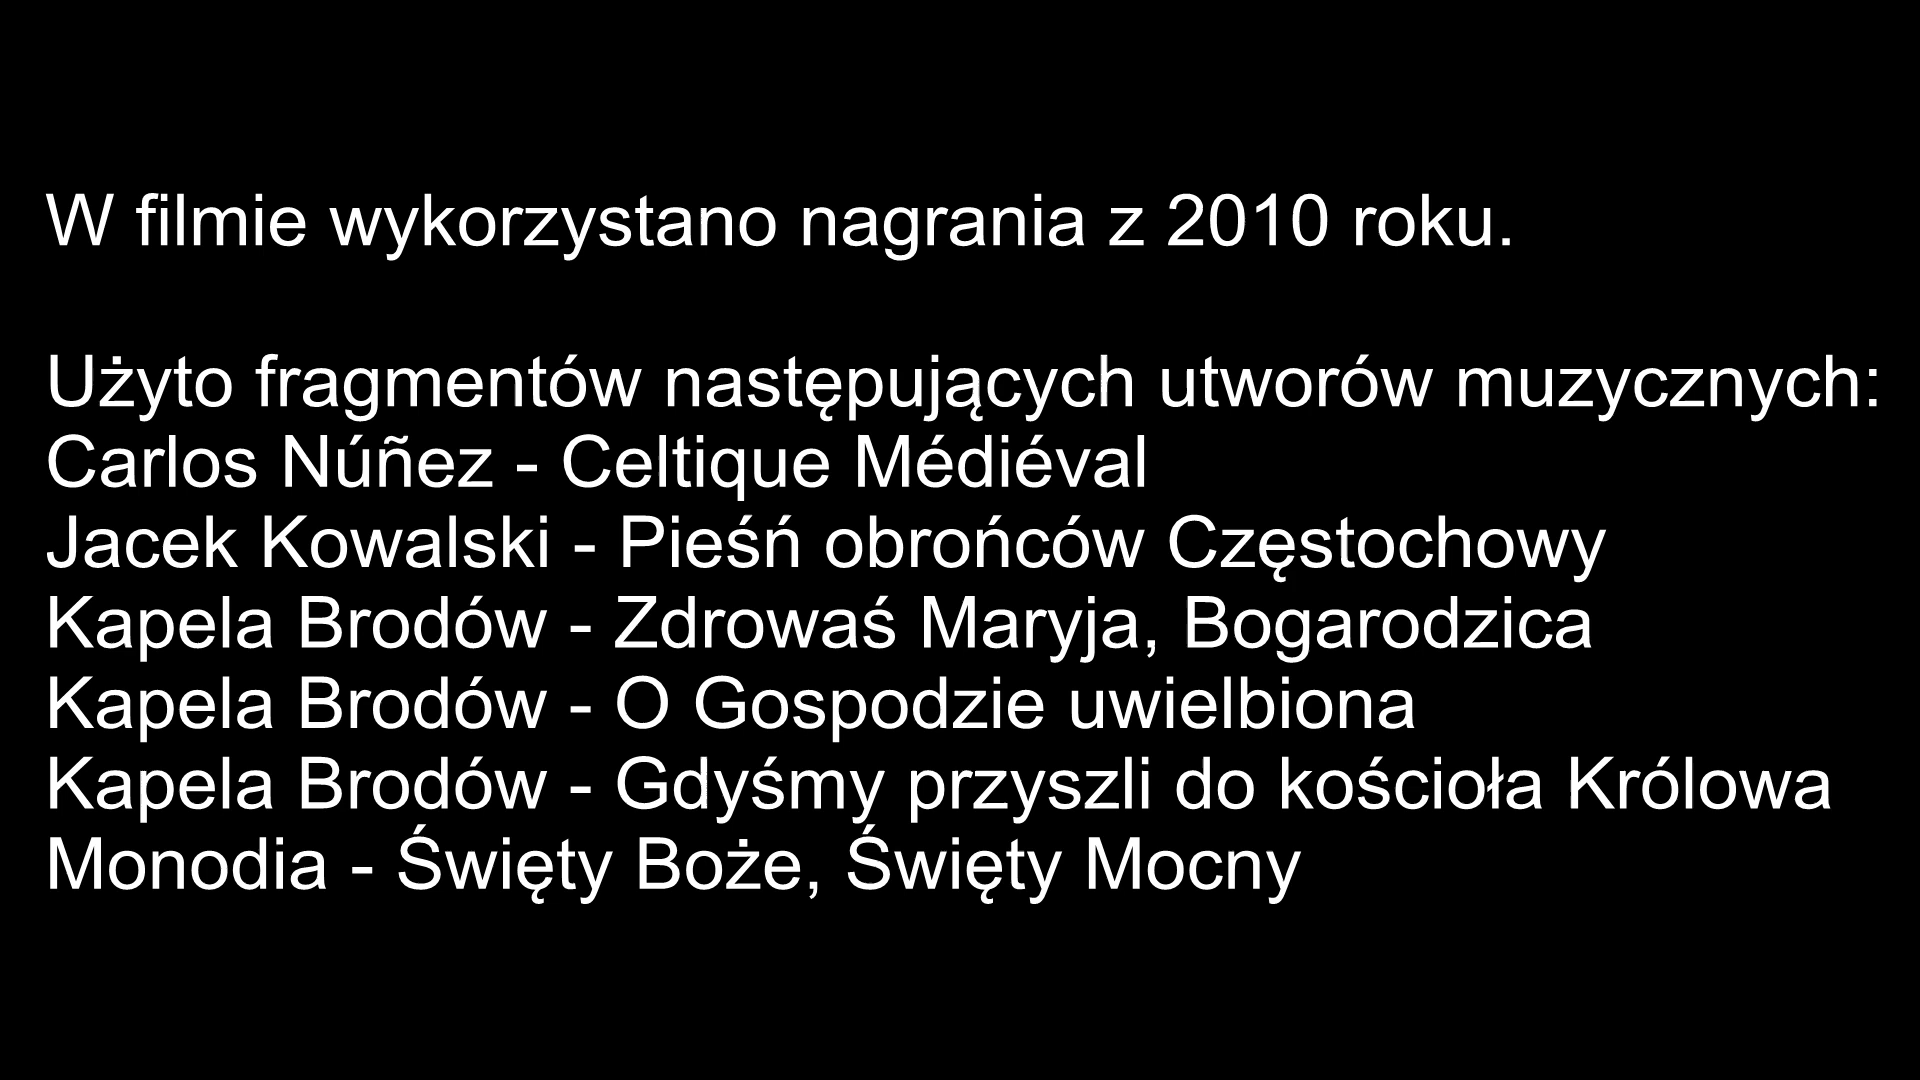 W filmie wykorzystano nagrania z 2010 roku.
Użyto fragmentów następujących utworów muzycznych:
Carlos Núñez - Celtique Médiéval
Jacek Kowalski - Pieśń obrońców Częstochowy
Kapela Brodów - Zdrowaś Maryja, Bogarodzica
Kapela Brodów - O Gospodzie uwielbiona
Kapela Brodów - Gdyśmy przyszli do kościoła Królowa
Monodia - Święty Boże, Święty Mocny